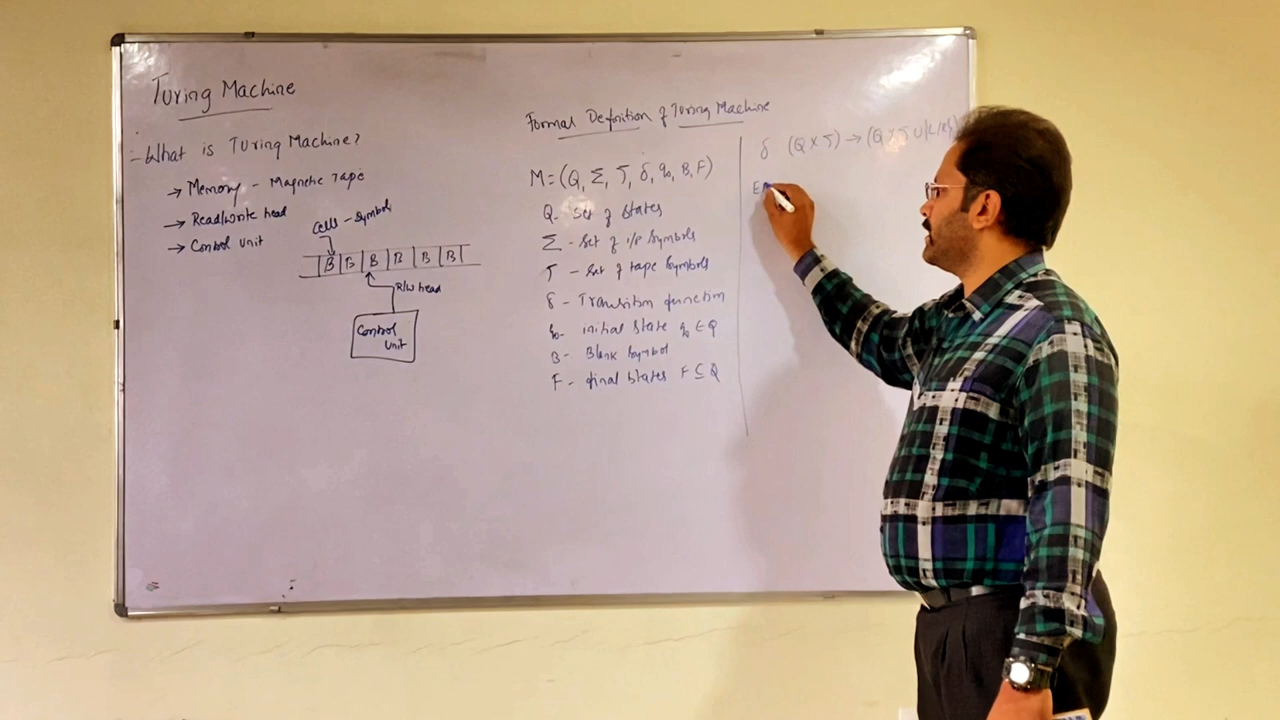 Turing Machine
:- What is Turing Machine?
→ Memory - Magnetic Tape
→ Read/write head
→ Control unit
Cells - Symbols
B B B B B B
R/W head
Control
Unit
Formal Definition of Turing Machine
M = (Q, Σ, Ƭ, δ, q₀, B, F)
Q - Set of States
Σ - Set of i/p Symbols
Ƭ - Set of tape Symbols
δ - Transition function
q₀ - initial State q₀ ∈ Q
B - Blank Symbol
F - final States F ⊆ Q
δ (Q × Ƭ) → (Q × Ƭ ∪